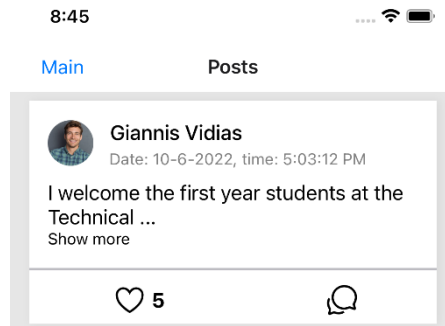 8:45
Main
Posts
Giannis Vidias
Date: 10-6-2022, time: 5:03:12 PM
I welcome the first year students at the
Technical ...
Show more
5